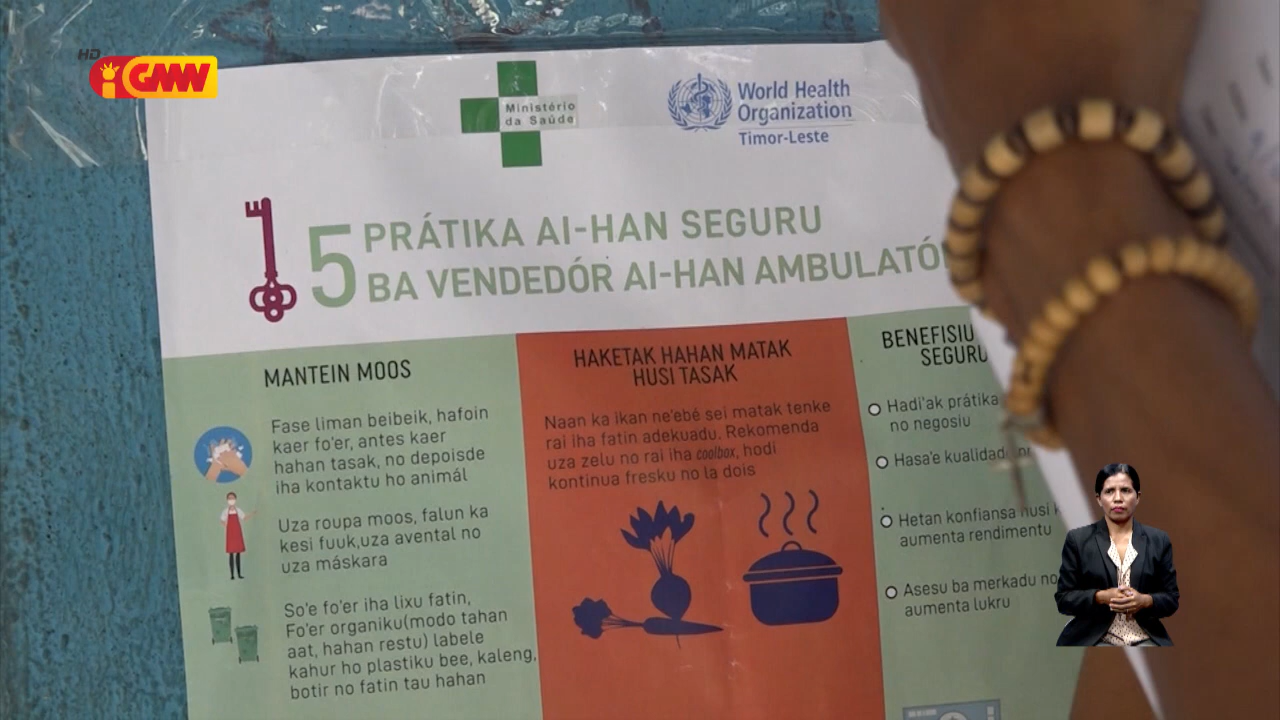 HD
GMN
Ministério
da Saúde
World Health
Organization
Timor-Leste
5 PRÁTIKA AI-HAN SEGURU
BA VENDEDÓR AI-HAN
MANTEIN MOOS
Fase liman beibeik, hafoin
kaer fo'er, antes kaer
hahan tasak, no depoisde
iha kontaktu ho animál
Uza roupa moos, falun ka
kesi fuuk,uza avental no
uza máskara
So'e fo'er iha lixu fatin,
Fo'er organiku(modo tahan
aat, hahan restu) labele
kahur ho plastiku bee, kaleng,
botir no fatin tau hahan
HAKETAK HAHAN MATAK
HUSI TASAK
Naan ka ikan ne'ebé sei matak tenke
rai iha fatin adekuadu. Rekomenda
uza zelu no rai iha coolbox, hodi
kontinua fresku no la dois
BENEFISIU
SEGURU
Hadi'ak prátika
no negosiu
Hasa'e kualidade
Hetan konfiansa husi
aumenta rendimentu
Asesu ba merkadu no
aumenta lukru